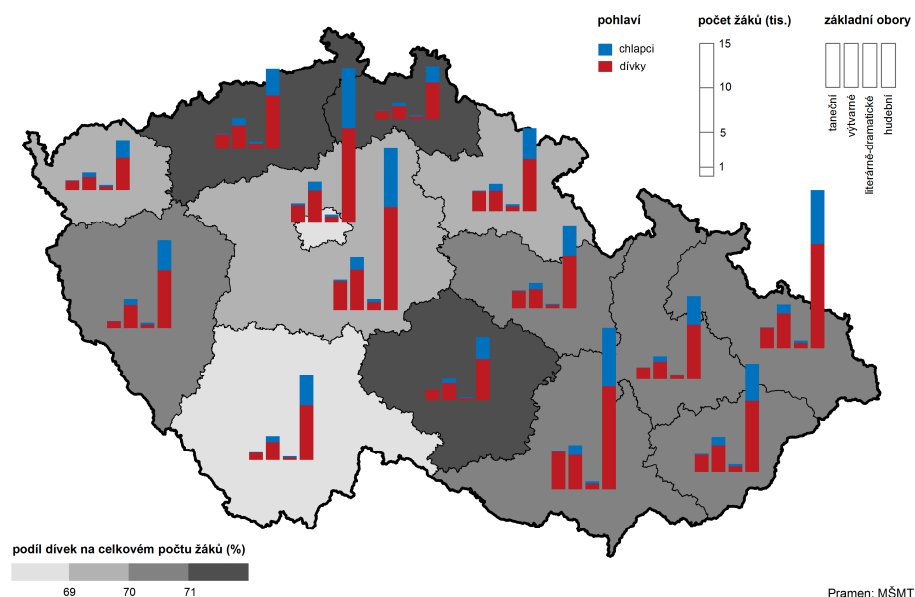 pohlaví
chlapci
dívky
počet žáků (tis.)
15
10
5
1
základní obory
taneční
výtvarné
literárně-dramatické
hudební
podíl dívek na celkovém počtu žáků (%)
69
70
71
Pramen: MŠMT